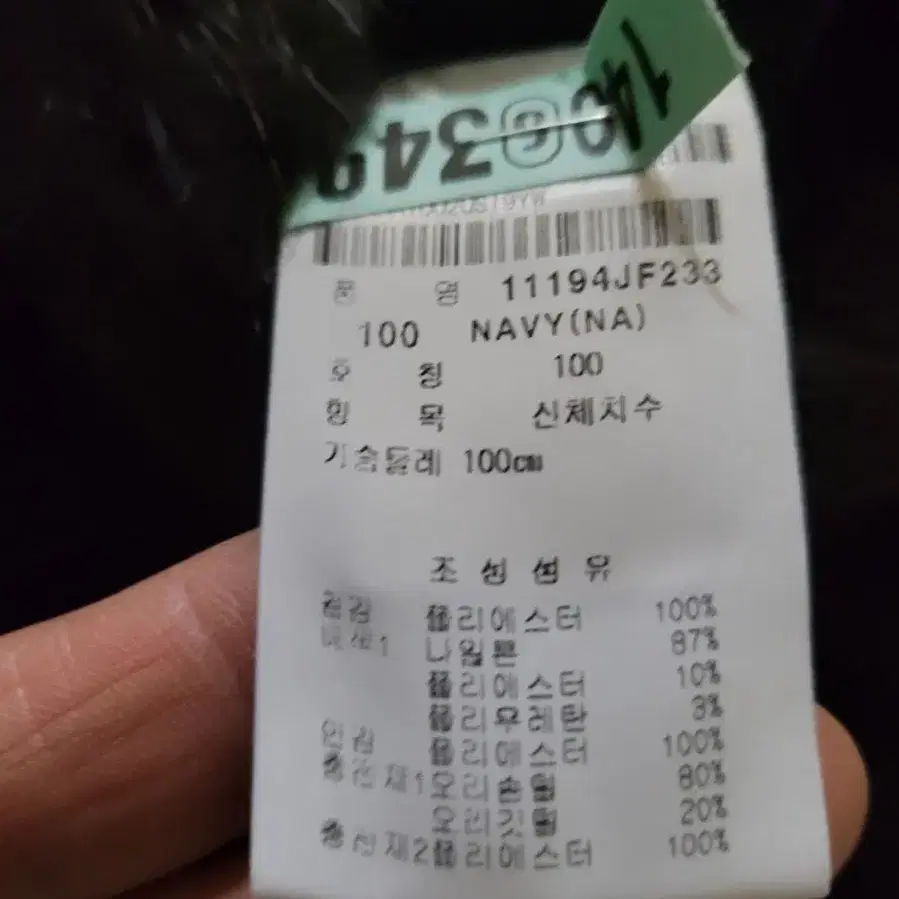 140 ⓒ 349
품 명 11194JF233
100 NAVY(NA)
호 칭 100
항 목 신체치수
가슴둘레 100cm
조 성 섬 유
겉감 폴리에스터 100%
배색1 나일론 87%
폴리에스터 10%
폴리우레탄 3%
안감 폴리에스터 100%
충전재1 오리솜털 80%
오리깃털 20%
충전재2 폴리에스터 100%